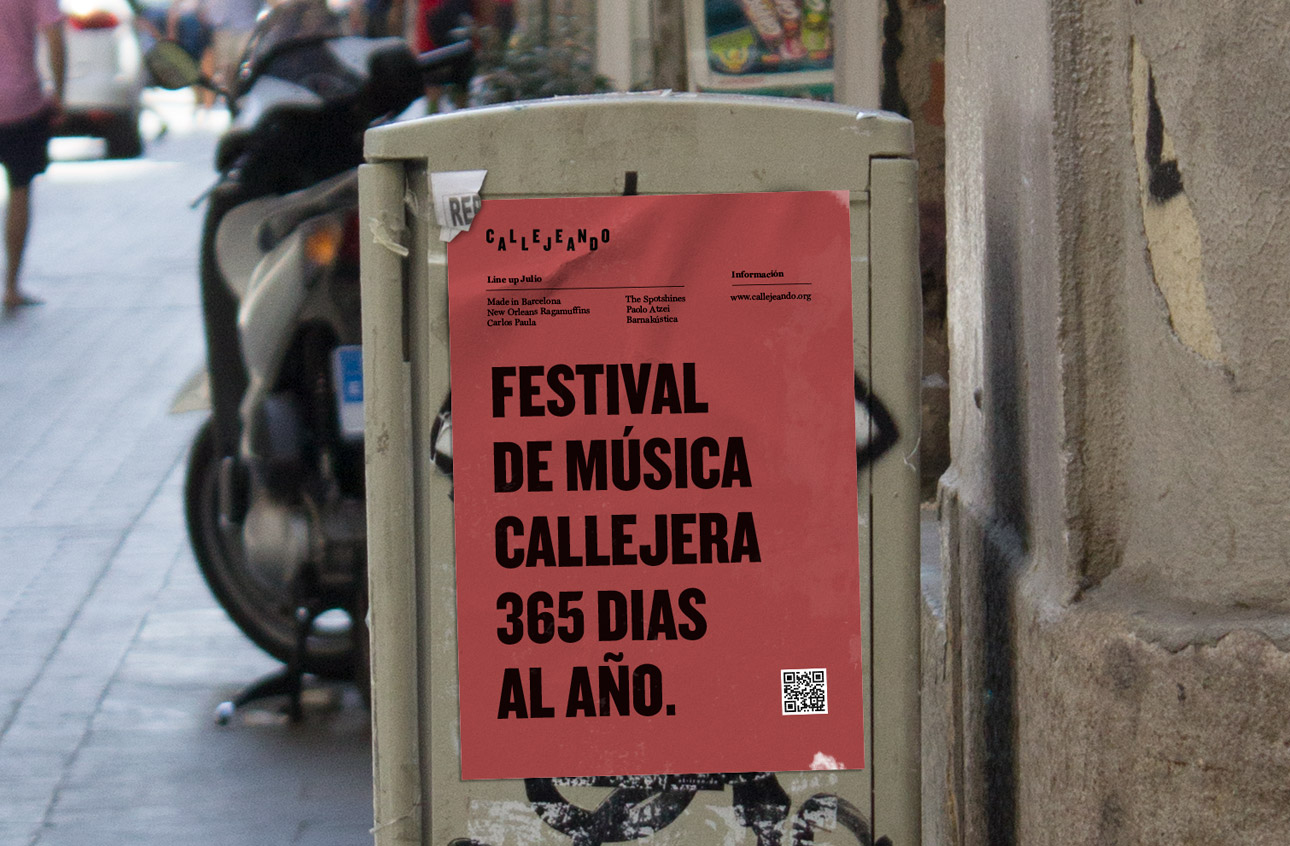 RE
CALLEJEANDO
Line up Julio
Información
Made in Barcelona
New Orleans Ragamuffins
Carlos Paula
The Spotshines
Paolo Atzei
Barnakústica
www.callejeando.org
FESTIVAL
DE MÚSICA
CALLEJERA
365 DIAS
AL AÑO.